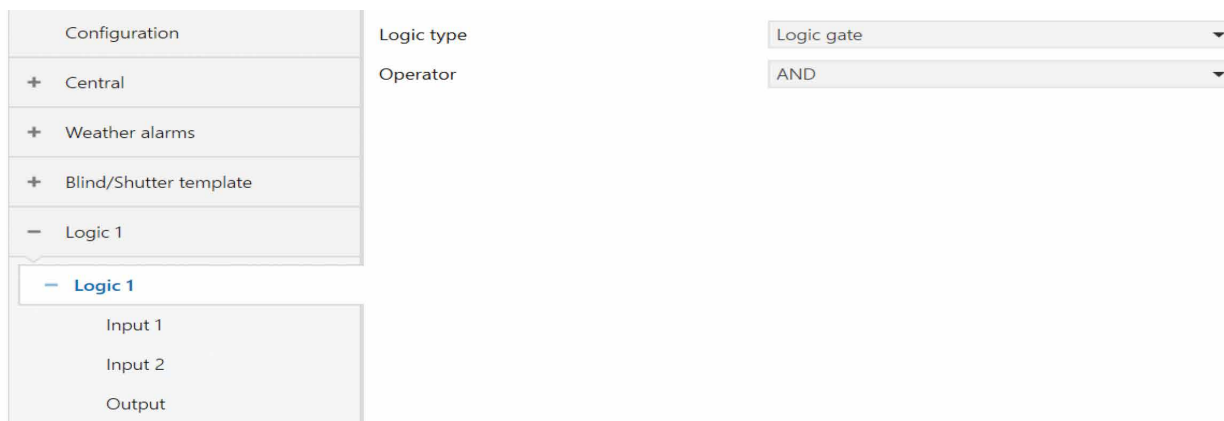 Configuration
Logic type
Logic gate
+ Central
Operator
AND
+ Weather alarms
+ Blind/Shutter template
− Logic 1
− Logic 1
Input 1
Input 2
Output